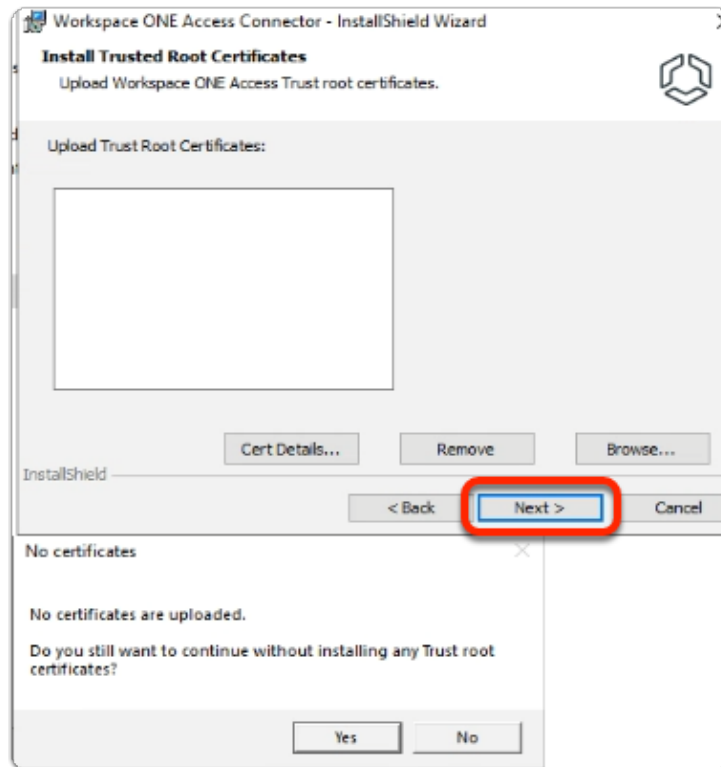 Workspace ONE Access Connector - InstallShield Wizard
Install Trusted Root Certificates
Upload Workspace ONE Access Trust root certificates.
Upload Trust Root Certificates:
Cert Details... Remove Browse...
InstallShield
< Back Next > Cancel
No certificates
No certificates are uploaded.
Do you still want to continue without installing any Trust root
certificates?
Yes No